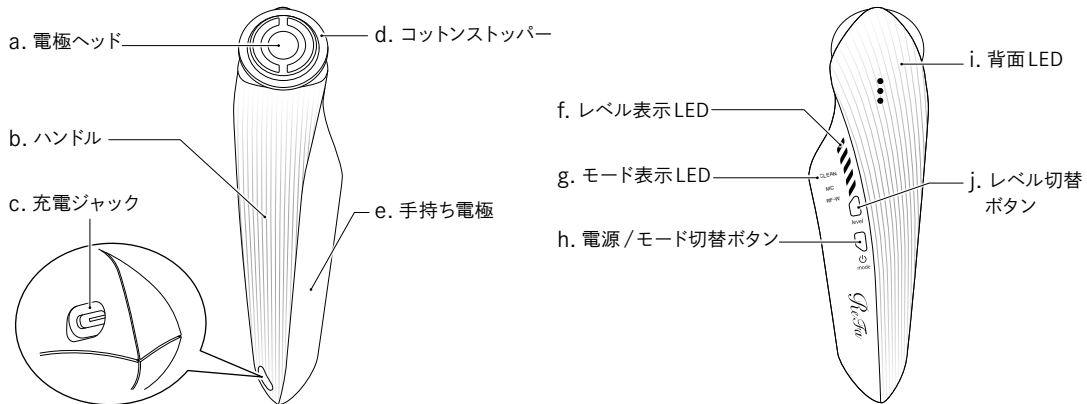 a. 電極ヘッド
d. コットンストッパー
b. ハンドル
c. 充電ジャック
e. 手持ち電極
i. 背面LED
f. レベル表示LED
g. モード表示LED
j. レベル切替
ボタン
h. 電源/モード切替ボタン
CLEAN
MC
RF-W
level
mode
ReFa